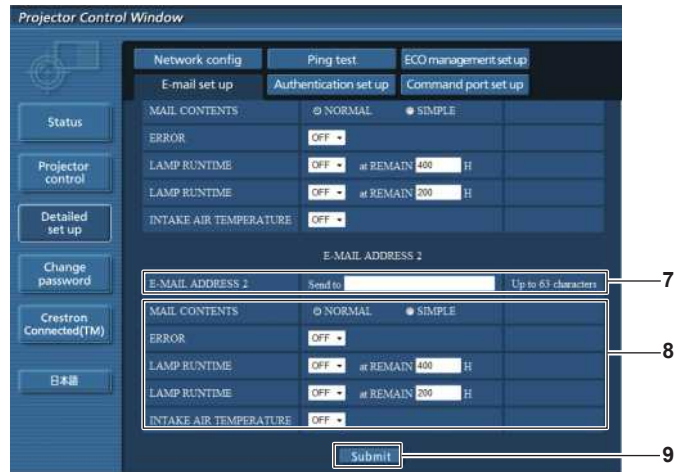 Projector Control Window
Network config Ping test ECO management set up
E-mail set up Authentication set up Command port set up
Status
Projector control
Detailed set up
Change password
Crestron Connected(TM)
日本語
MAIL CONTENTS NORMAL SIMPLE
ERROR OFF
LAMP RUNTIME OFF at REMAIN 400 H
LAMP RUNTIME OFF at REMAIN 200 H
INTAKE AIR TEMPERATURE OFF
E-MAIL ADDRESS 2
E-MAIL ADDRESS 2 Send to Up to 63 characters 7
MAIL CONTENTS NORMAL SIMPLE
ERROR OFF
8
LAMP RUNTIME OFF at REMAIN 400 H
LAMP RUNTIME OFF at REMAIN 200 H
INTAKE AIR TEMPERATURE OFF
Submit 9